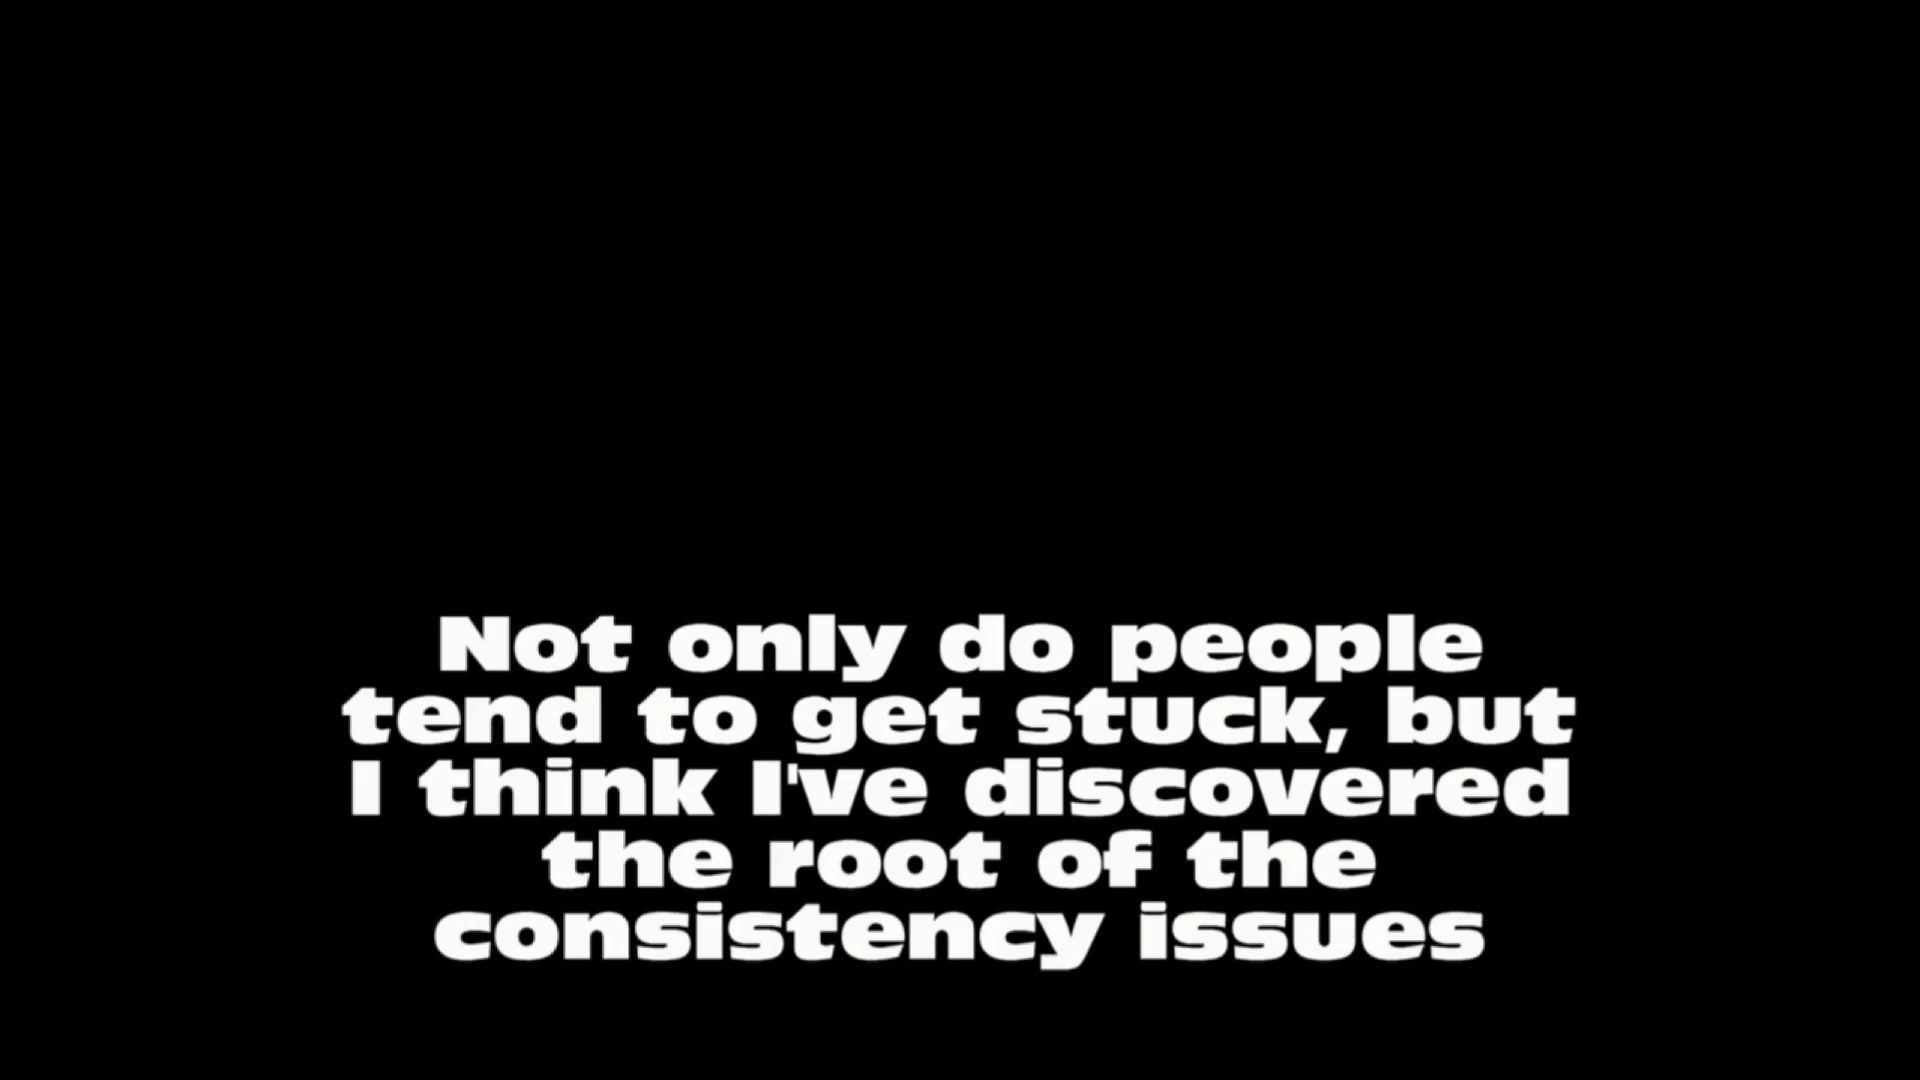 Not only do people
tend to get stuck, but
I think I've discovered
the root of the
consistency issues